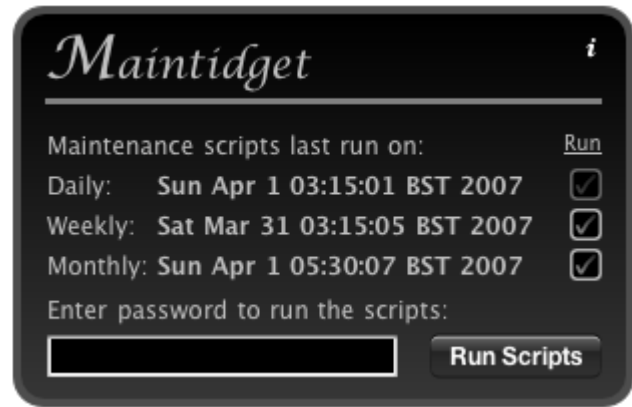 Maintidget
i
Maintenance scripts last run on: Run
Daily: Sun Apr 1 03:15:01 BST 2007
Weekly: Sat Mar 31 03:15:05 BST 2007
Monthly: Sun Apr 1 05:30:07 BST 2007
Enter password to run the scripts:
Run Scripts